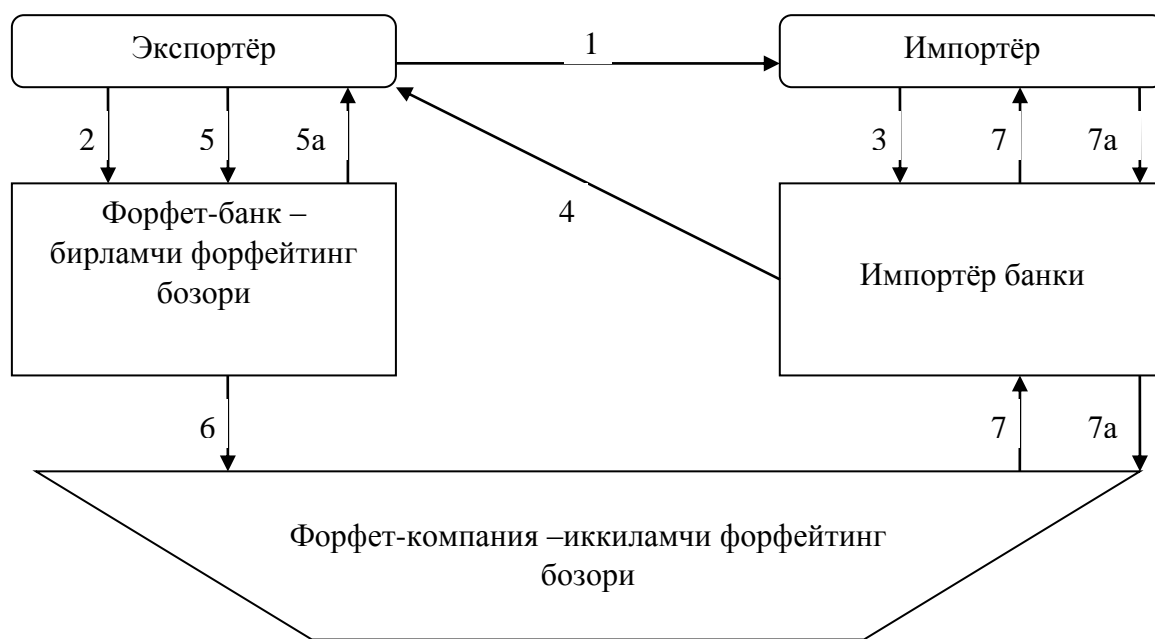 Экспортёр
1
Импортёр
2
5
5а
3
7
7а
4
Форфет-банк –
бирламчи форфейтинг
бозори
Импортёр банки
6
7
7а
Форфет-компания –иккиламчи форфейтинг
бозори